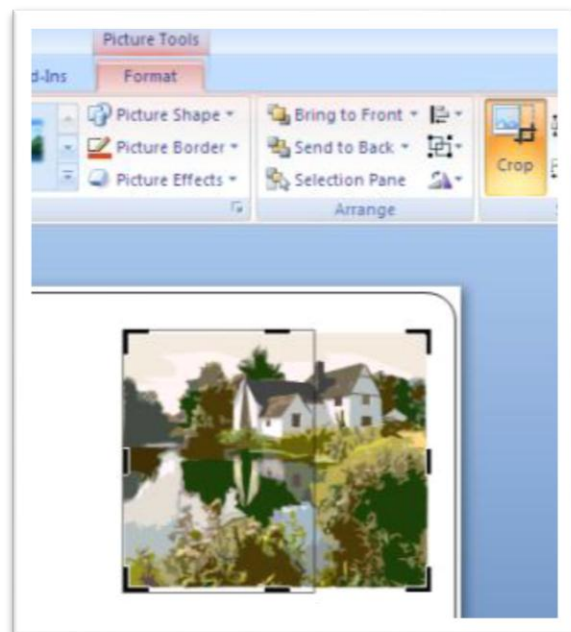 Picture Tools
d-Ins Format
Picture Shape Bring to Front
Picture Border Send to Back Crop
Picture Effects Selection Pane
Arrange